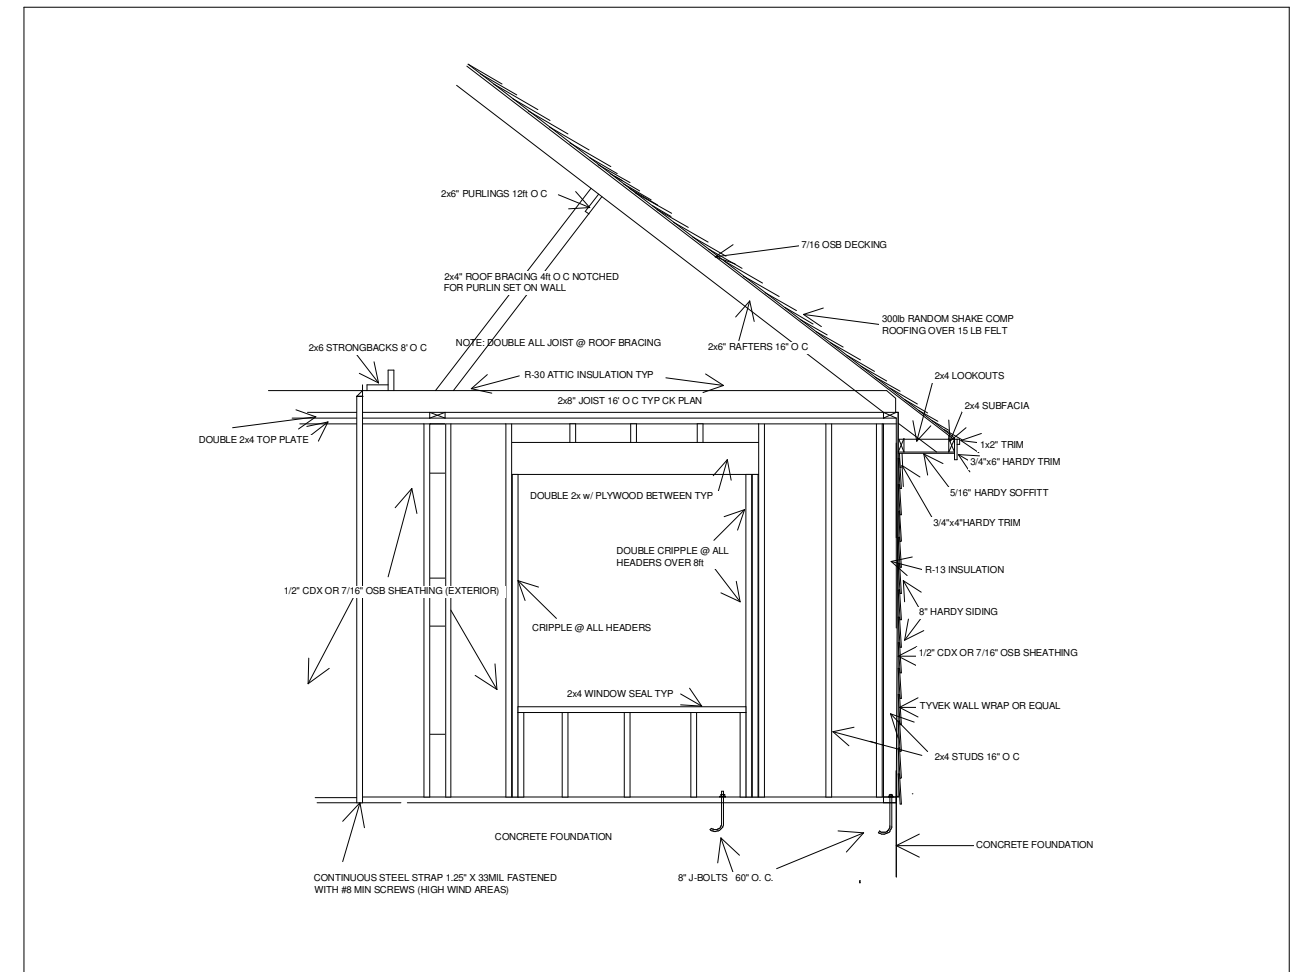 2x6" PURLINGS 12ft O C
7/16 OSB DECKING
2x4" ROOF BRACING 4ft O C NOTCHED
FOR PURLIN SET ON WALL
300lb RANDOM SHAKE COMP
ROOFING OVER 15 LB FELT
NOTE: DOUBLE ALL JOIST @ ROOF BRACING
2x6 STRONGBACKS 8' O C
2x6" RAFTERS 16" O C
R-30 ATTIC INSULATION TYP
2x4 LOOKOUTS
2x8" JOIST 16' O C TYP CK PLAN
2x4 SUBFACIA
DOUBLE 2x4 TOP PLATE
1x2" TRIM
3/4"x6" HARDY TRIM
DOUBLE 2x w/ PLYWOOD BETWEEN TYP
5/16" HARDY SOFFITT
3/4"x4"HARDY TRIM
DOUBLE CRIPPLE @ ALL
HEADERS OVER 8ft
R-13 INSULATION
1/2" CDX OR 7/16" OSB SHEATHING (EXTERIOR)
8" HARDY SIDING
CRIPPLE @ ALL HEADERS
1/2" CDX OR 7/16" OSB SHEATHING
2x4 WINDOW SEAL TYP
TYVEK WALL WRAP OR EQUAL
2x4 STUDS 16" O C
CONCRETE FOUNDATION
CONCRETE FOUNDATION
CONTINUOUS STEEL STRAP 1.25" X 33MIL FASTENED
WITH #8 MIN SCREWS (HIGH WIND AREAS)
8" J-BOLTS 60" O. C.